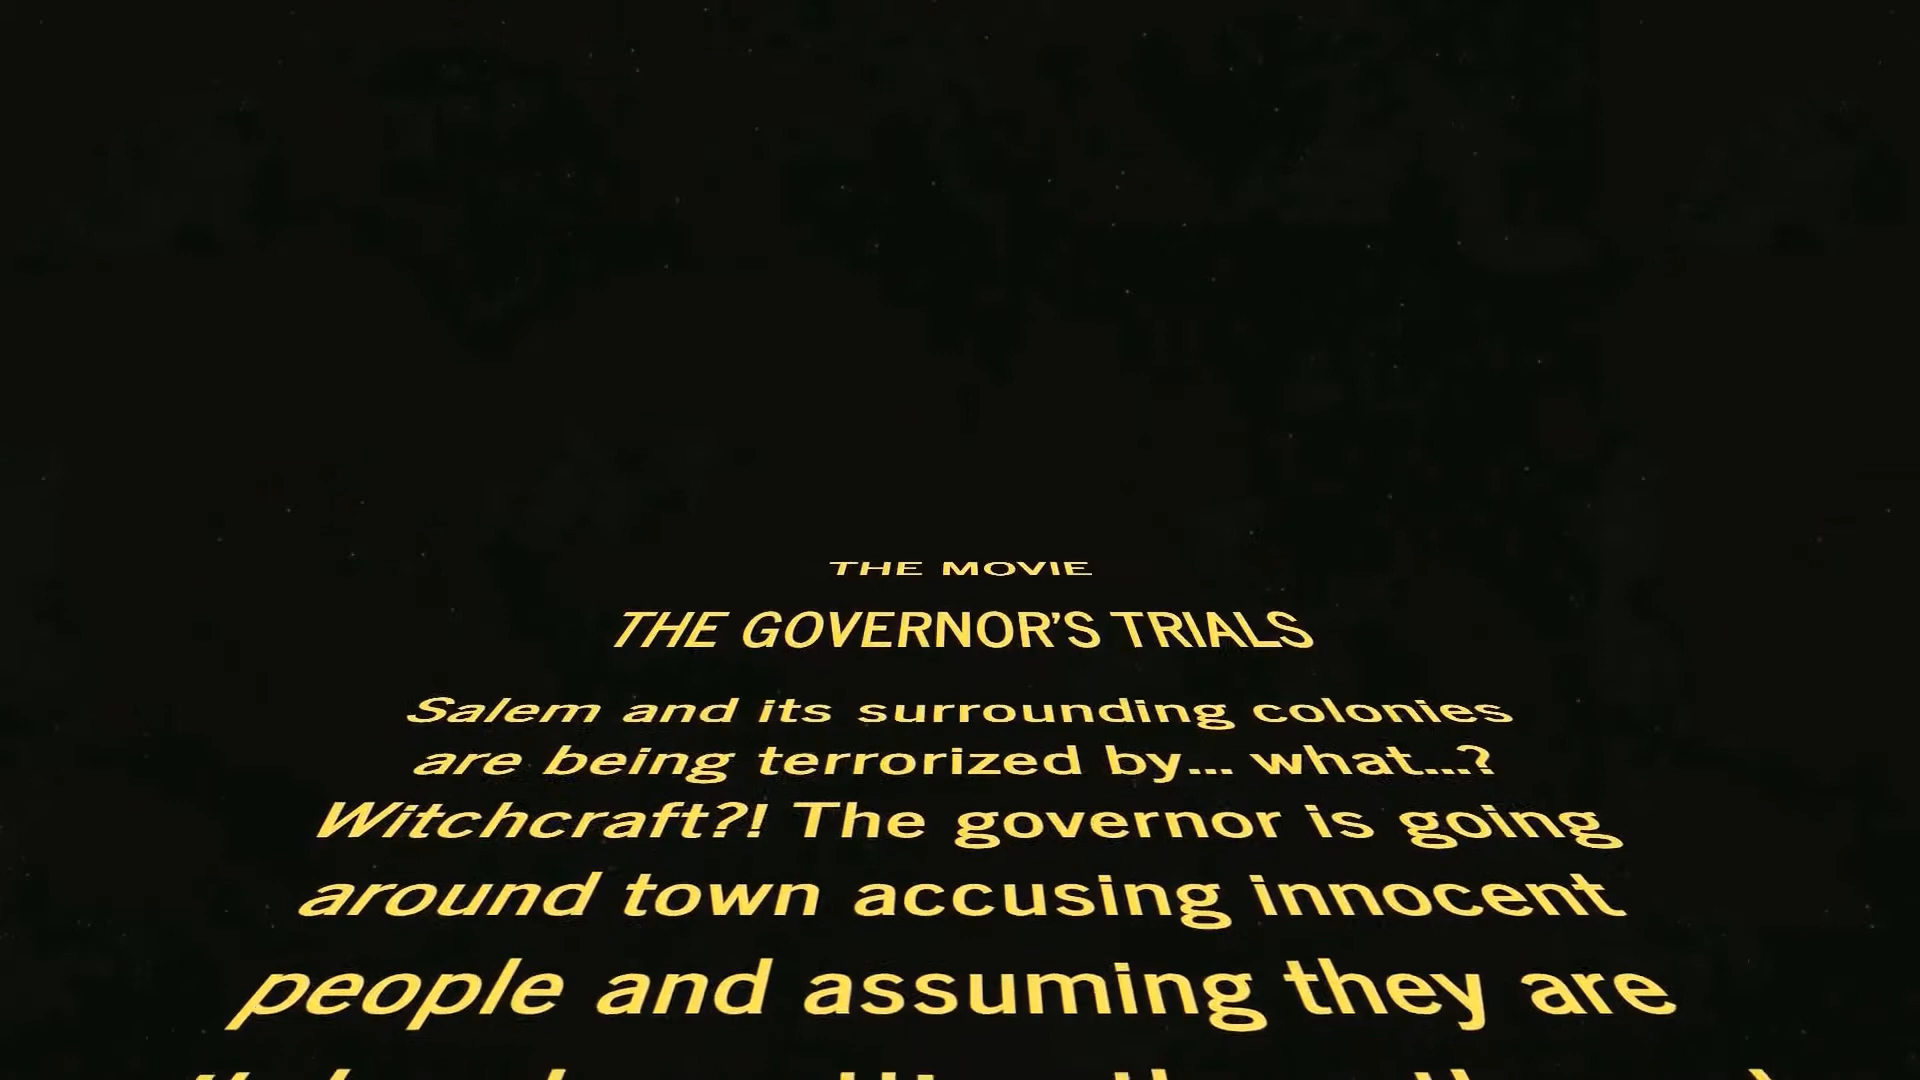 THE MOVIE
THE GOVERNOR'S TRIALS
Salem and its surrounding colonies
are being terrorized by... what...?
Witchcraft?! The governor is going
around town accusing innocent
people and assuming they are